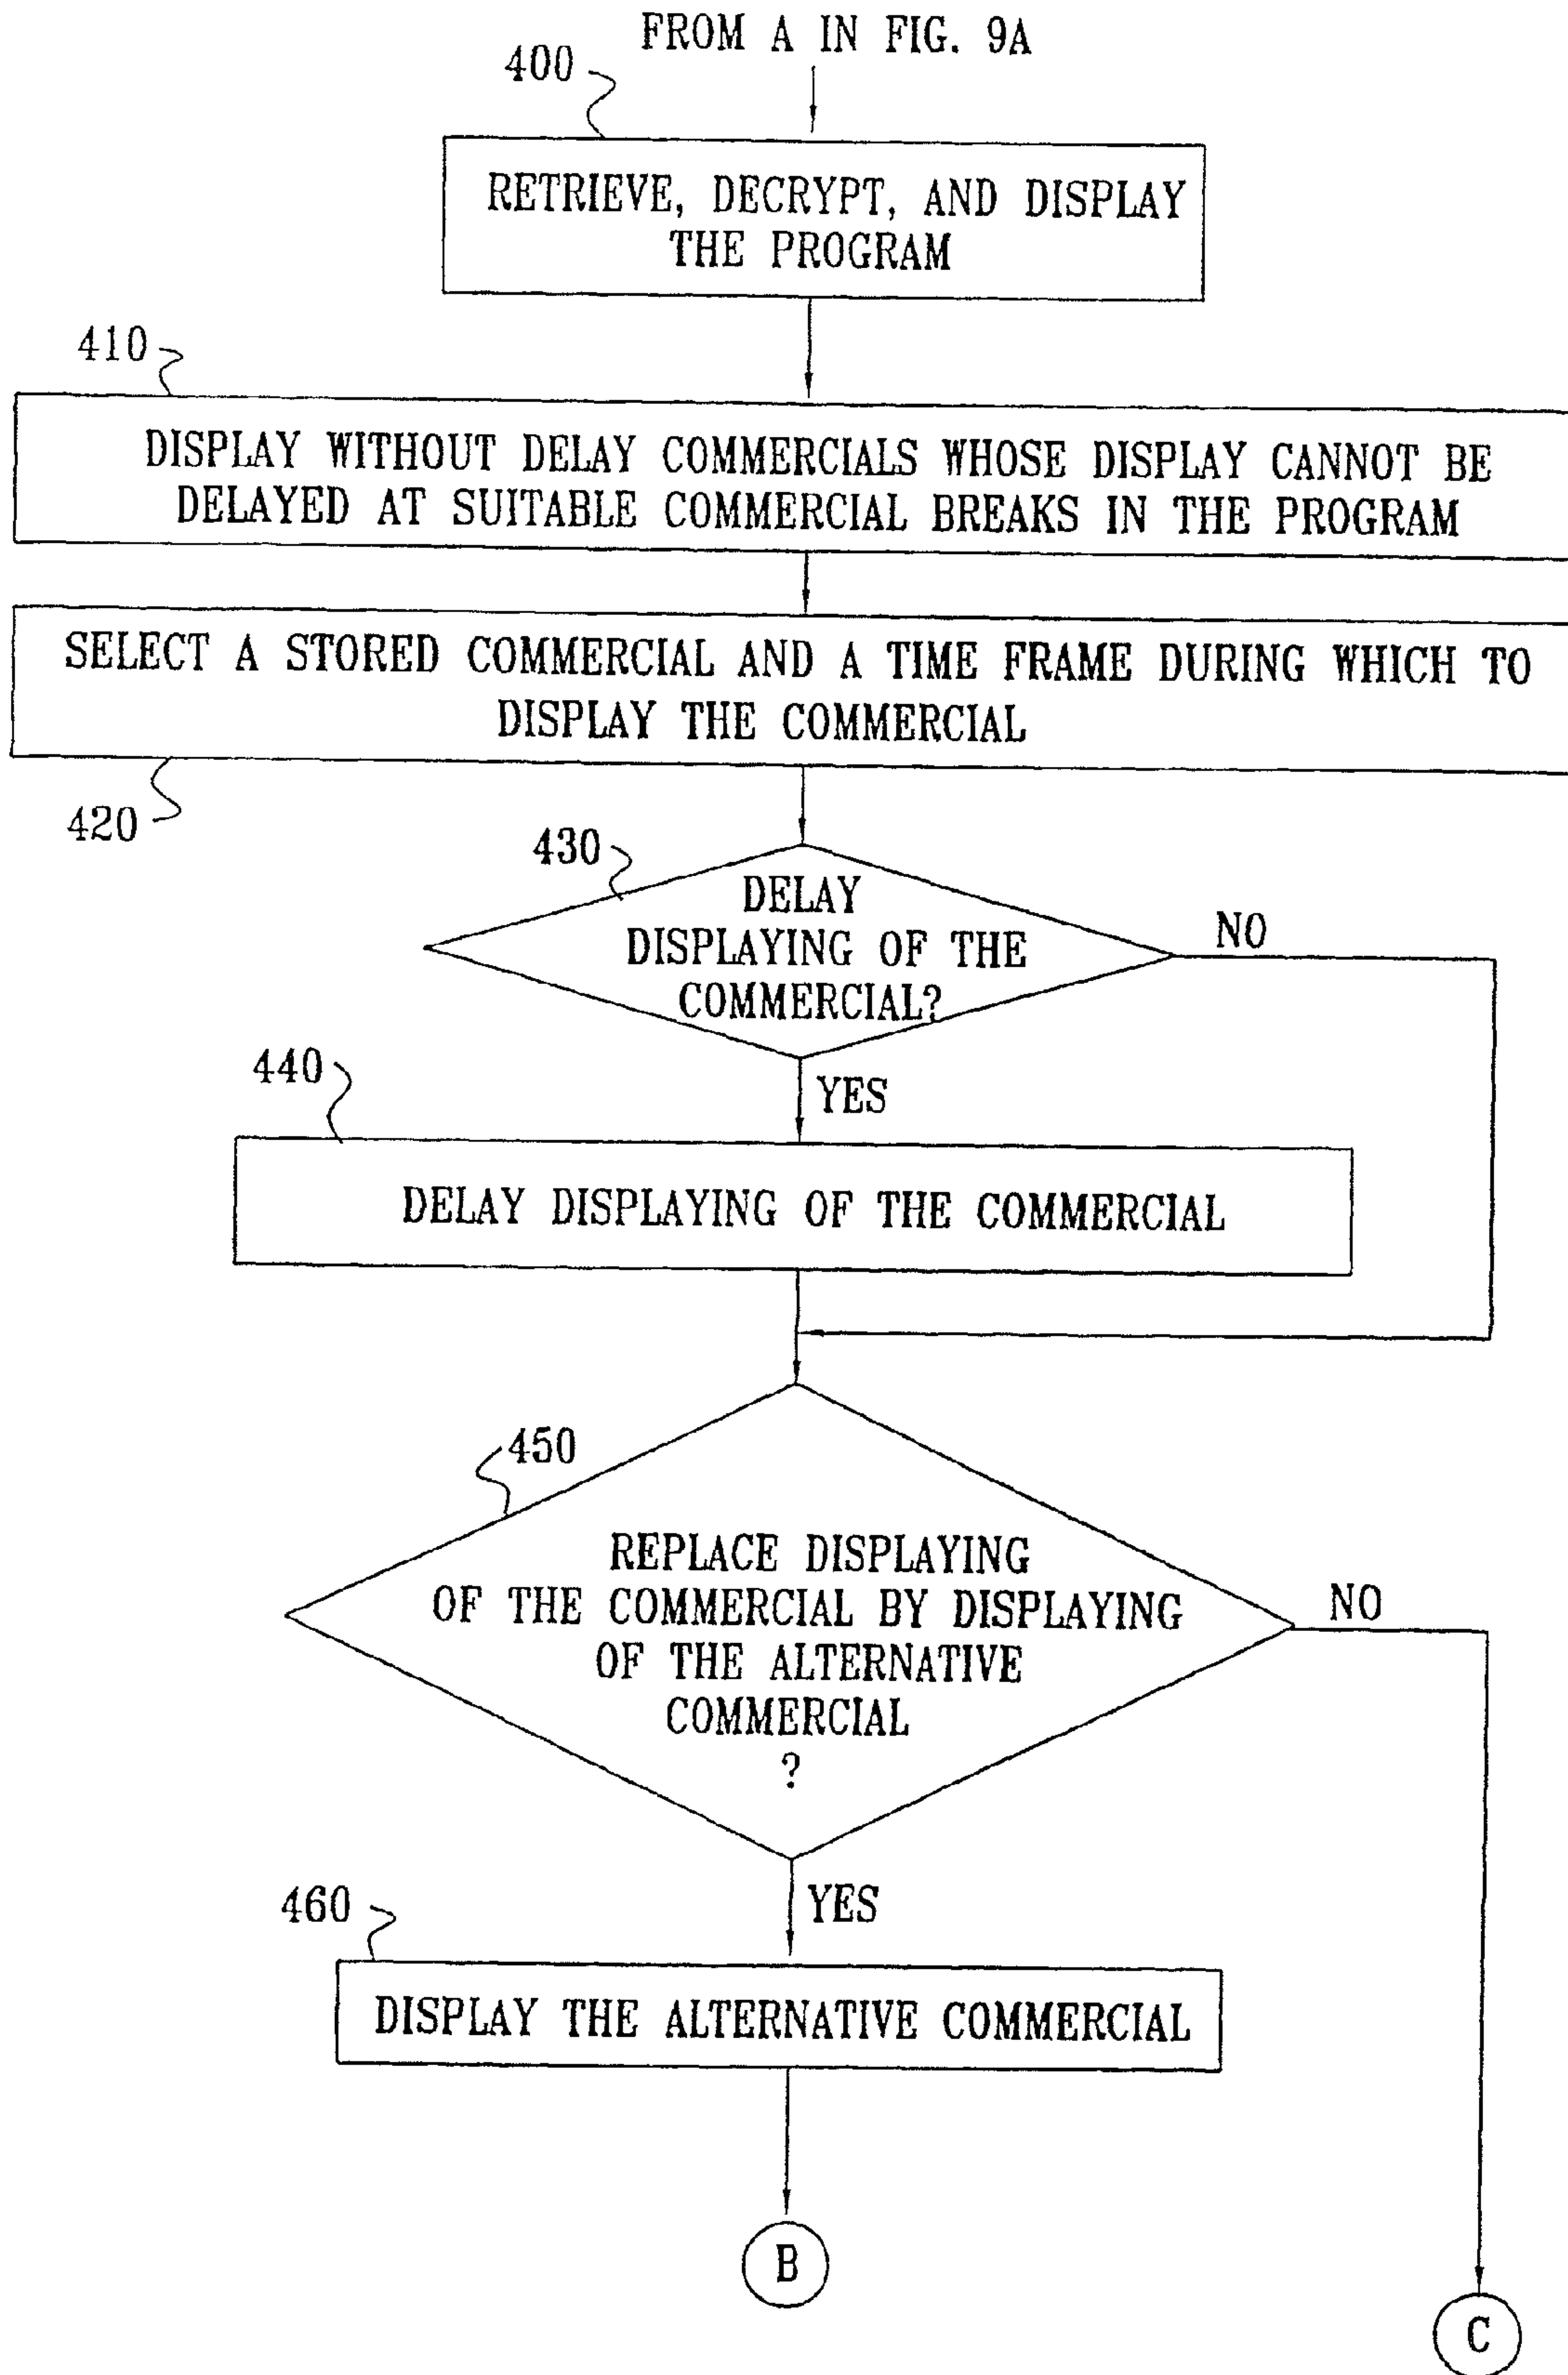 FROM A IN FIG. 9A
400
RETRIEVE, DECRYPT, AND DISPLAY
THE PROGRAM
410
DISPLAY WITHOUT DELAY COMMERCIALS WHOSE DISPLAY CANNOT BE
DELAYED AT SUITABLE COMMERCIAL BREAKS IN THE PROGRAM
SELECT A STORED COMMERCIAL AND A TIME FRAME DURING WHICH TO
DISPLAY THE COMMERCIAL
420
430
DELAY
DISPLAYING OF THE
COMMERCIAL?
NO
YES
440
DELAY DISPLAYING OF THE COMMERCIAL
450
REPLACE DISPLAYING
OF THE COMMERCIAL BY DISPLAYING
OF THE ALTERNATIVE
COMMERCIAL
?
NO
YES
460
DISPLAY THE ALTERNATIVE COMMERCIAL
B
C